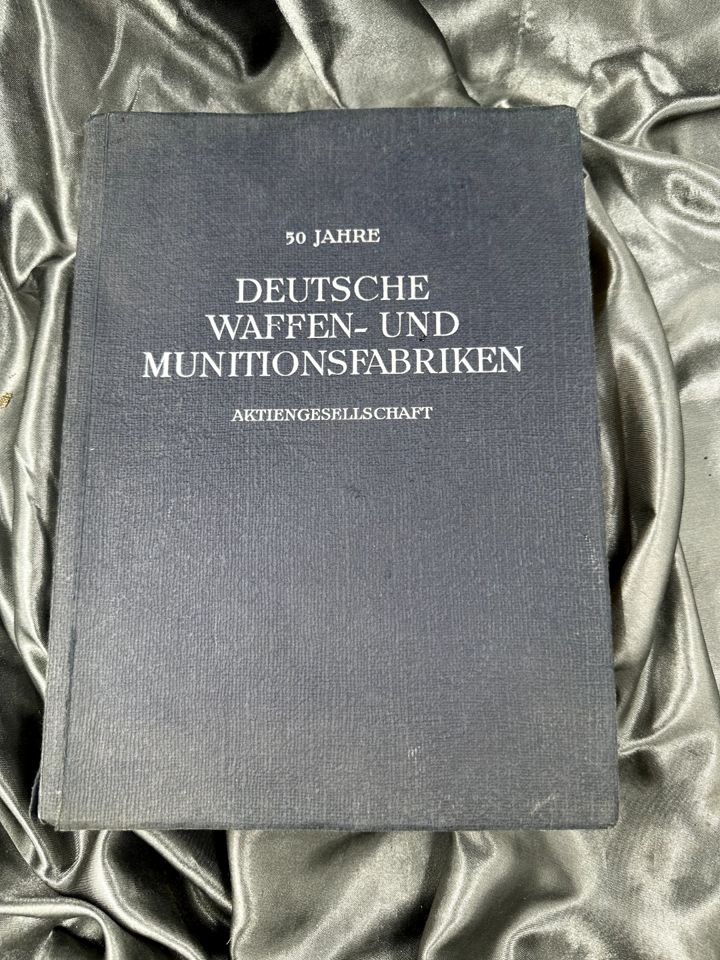 50 JAHRE
DEUTSCHE
WAFFEN- UND
MUNITIONSFABRIKEN
AKTIENGESELLSCHAFT